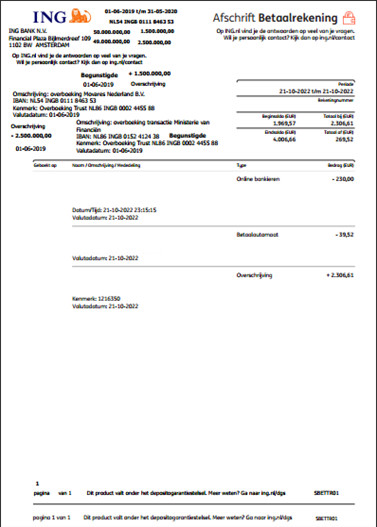 ING
01-06-2019 t/m 31-05-2020
NL54 INGB 0111 8463 53
Afschrift Betaalrekening
ING BANK N.V.
Financial Plaza Bijlmerdreef 109
1102 BW AMSTERDAM
50.000.000,00 1.500.000,00
49.000.000,00 2.500.000,00
Op ING.nl vind je de antwoorden op veel van je vragen.
Wil je persoonlijk contact? Kijk dan op ing.nl/contact
Op ING.nl vind je de antwoorden op veel van je vragen.
Wil je persoonlijk contact? Kijk dan op ing.nl/contact
Begunstigde + 1.500.000,00
01-06-2019 Overschrijving
Periode
21-10-2022 t/m 21-10-2022
Rekeningnummer
Omschrijving: overboeking Movares Nederland B.V.
IBAN: NL54 INGB 0111 8463 53
Kenmerk: Overboeking Trust NL86 INGB 0002 4455 88
Valutadatum: 01-06-2019
Beginsaldo (EUR) Totaal bij (EUR)
1.969,57 2.306,61
Eindsaldo (EUR) Totaal af (EUR)
4.006,66 269,52
Overschrijving
- 2.500.000,00
01-06-2019
Omschrijving: overboeking transactie Ministerie van
Financiën
IBAN: NL86 INGB 0152 4124 38 Begunstigde
Kenmerk: Overboeking Trust NL86 INGB 0002 4455 88
Valutadatum: 01-06-2019
Geboekt op Naam / Omschrijving / Mededeling Type Bedrag (EUR)
Online bankieren - 230,00
Datum/Tijd: 21-10-2022 23:15:15
Valutadatum: 21-10-2022
Betaalautomaat - 39,52
Valutadatum: 21-10-2022
Overschrijving + 2.306,61
Kenmerk: 1216350
Valutadatum: 21-10-2022
1
pagina van 1 Dit product valt onder het depositogarantiestelsel. Meer weten? Ga naar ing.nl/dgs SBETTR01
pagina 1 van 1 Dit product valt onder het depositogarantiestelsel. Meer weten? Ga naar ing.nl/dgs SBETTR01